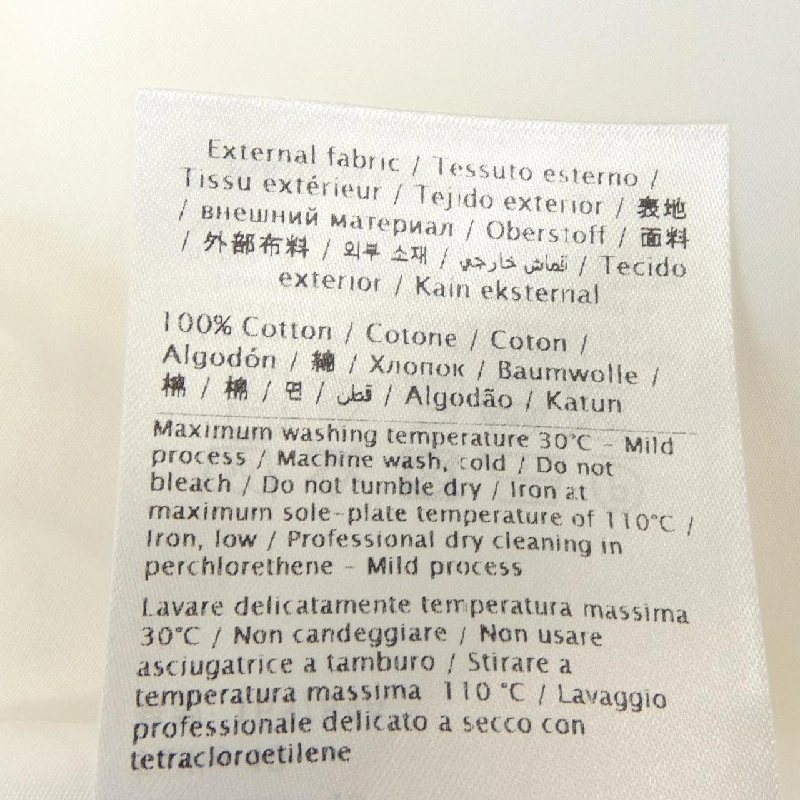 External fabric / Tessuto esterno /
Tissu extérieur / Tejido exterior / 表地
/ внешний материал / Oberstoff / 面料
/ 外部布料 / 외부 소재 / قماش خارجي / Tecido
exterior / Kain eksternal
100% Cotton / Cotone / Coton /
Algodón / 綿 / Хлопок / Baumwolle /
棉 / 棉 / 면 / قطن / Algodão / Katun
Maximum washing temperature 30°C - Mild
process / Machine wash, cold / Do not
bleach / Do not tumble dry / Iron at
maximum sole-plate temperature of 110°C /
Iron, low / Professional dry cleaning in
perchlorethene - Mild process
Lavare delicatamente temperatura massima
30°C / Non candeggiare / Non usare
asciugatrice a tamburo / Stirare a
temperatura massima 110 °C / Lavaggio
professionale delicato a secco con
tetracloroetilene